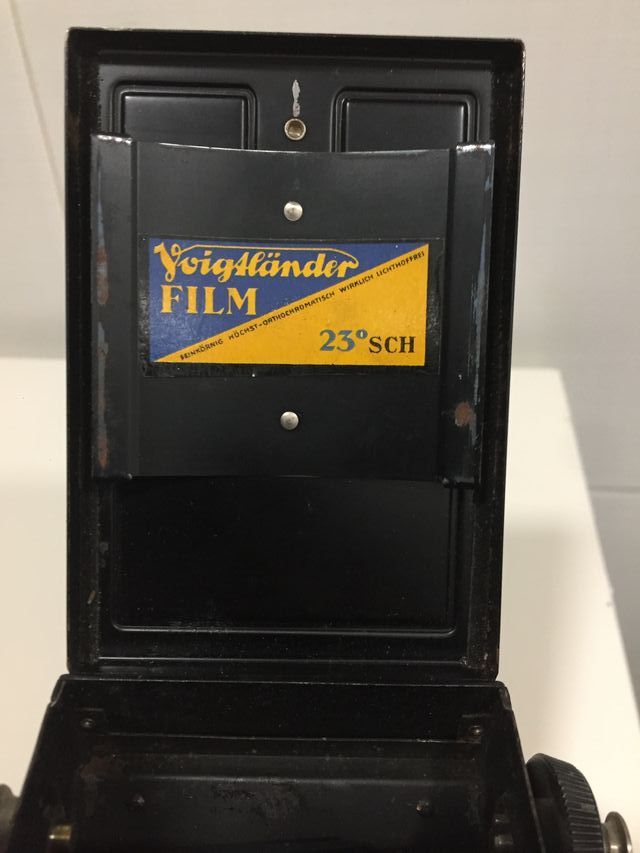 Voigtländer
FILM
FEINKÖRNIG HÖCHST-ORTHOCHROMATISCH WIRKLICH LICHTHOFFREI
23° SCH